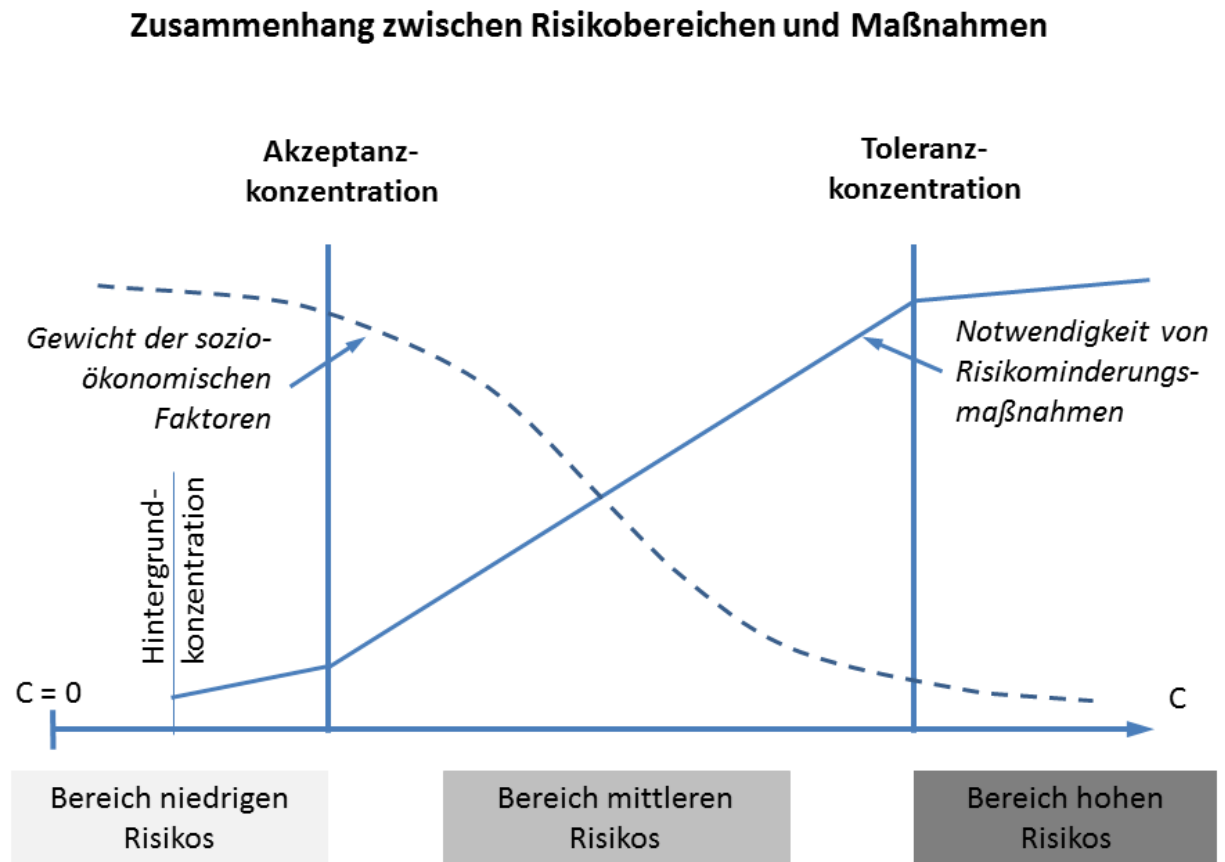 Zusammenhang zwischen Risikobereichen und Maßnahmen
Akzeptanz-
konzentration
Toleranz-
konzentration
Gewicht der sozio-
ökonomischen
Faktoren
Notwendigkeit von
Risikominderungs-
maßnahmen
Hintergrund-
konzentration
C = 0
C
Bereich niedrigen
Risikos
Bereich mittleren
Risikos
Bereich hohen
Risikos